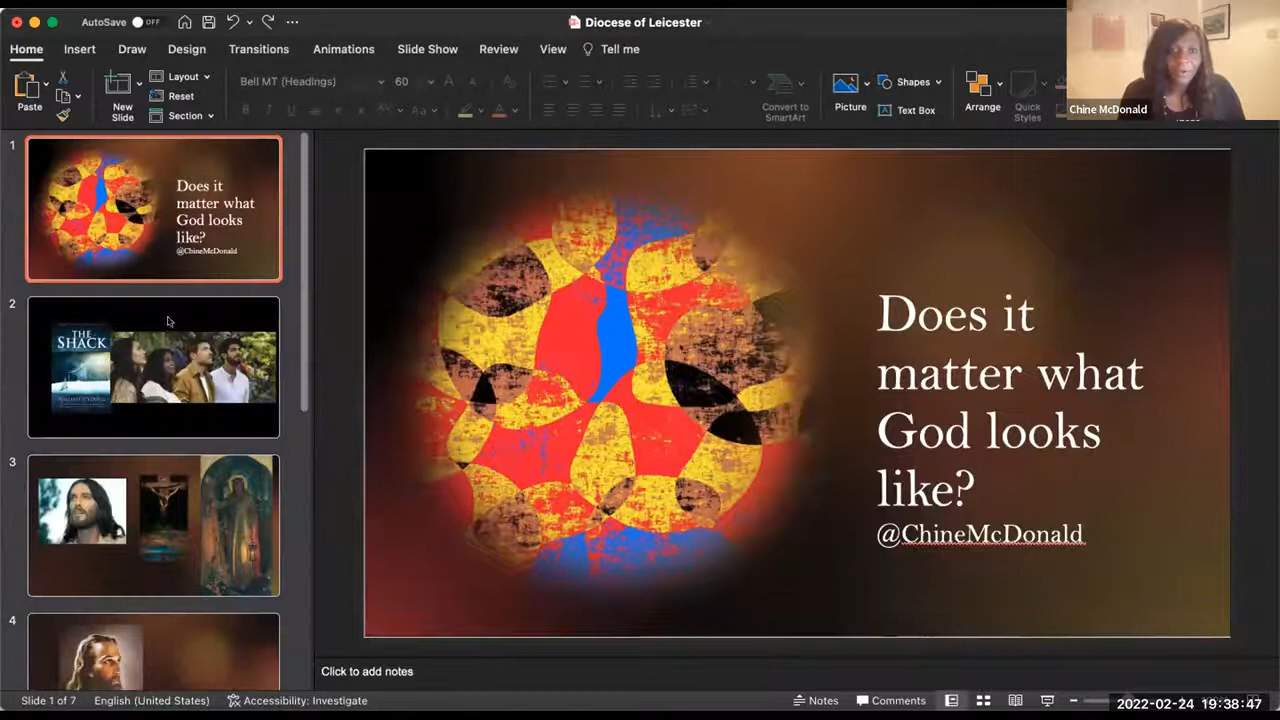 AutoSave OFF
Diocese of Leicester
Home Insert Draw Design Transitions Animations Slide Show Review View Tell me
Paste
New
Slide
Layout
Reset
Section
Bell MT (Headings) 60
Convert to
SmartArt
Picture
Shapes
Text Box
Arrange
Quick
Styles
Chine McDonald
1
Does it
matter what
God looks
like?
@ChineMcDonald
2
THE
SHACK
3
4
Does it
matter what
God looks
like?
@ChineMcDonald
Click to add notes
Slide 1 of 7 English (United States) Accessibility: Investigate Notes Comments
2022-02-24 19:38:47